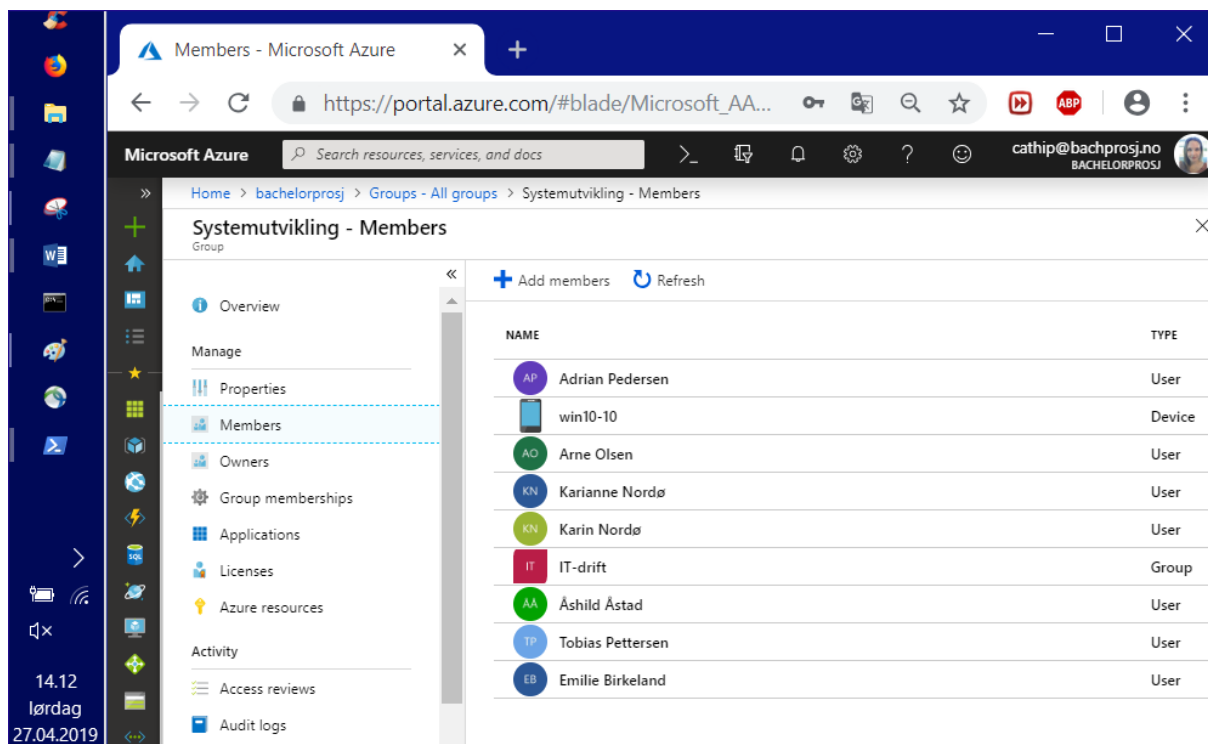 Members - Microsoft Azure
https://portal.azure.com/#blade/Microsoft_AA...
ABP
Microsoft Azure
Search resources, services, and docs
cathip@bachprosj.no
BACHELORPROSJ
Home > bachelorprosj > Groups - All groups > Systemutvikling - Members
Systemutvikling - Members
Group
Overview
Manage
Properties
Members
Owners
Group memberships
Applications
Licenses
Azure resources
Activity
Access reviews
Audit logs
Add members Refresh
NAME TYPE
AP Adrian Pedersen User
win10-10 Device
AO Arne Olsen User
KN Karianne Nordø User
KN Karin Nordø User
IT IT-drift Group
ÅÅ Åshild Åstad User
TP Tobias Pettersen User
EB Emilie Birkeland User
SQL
14.12
lørdag
27.04.2019